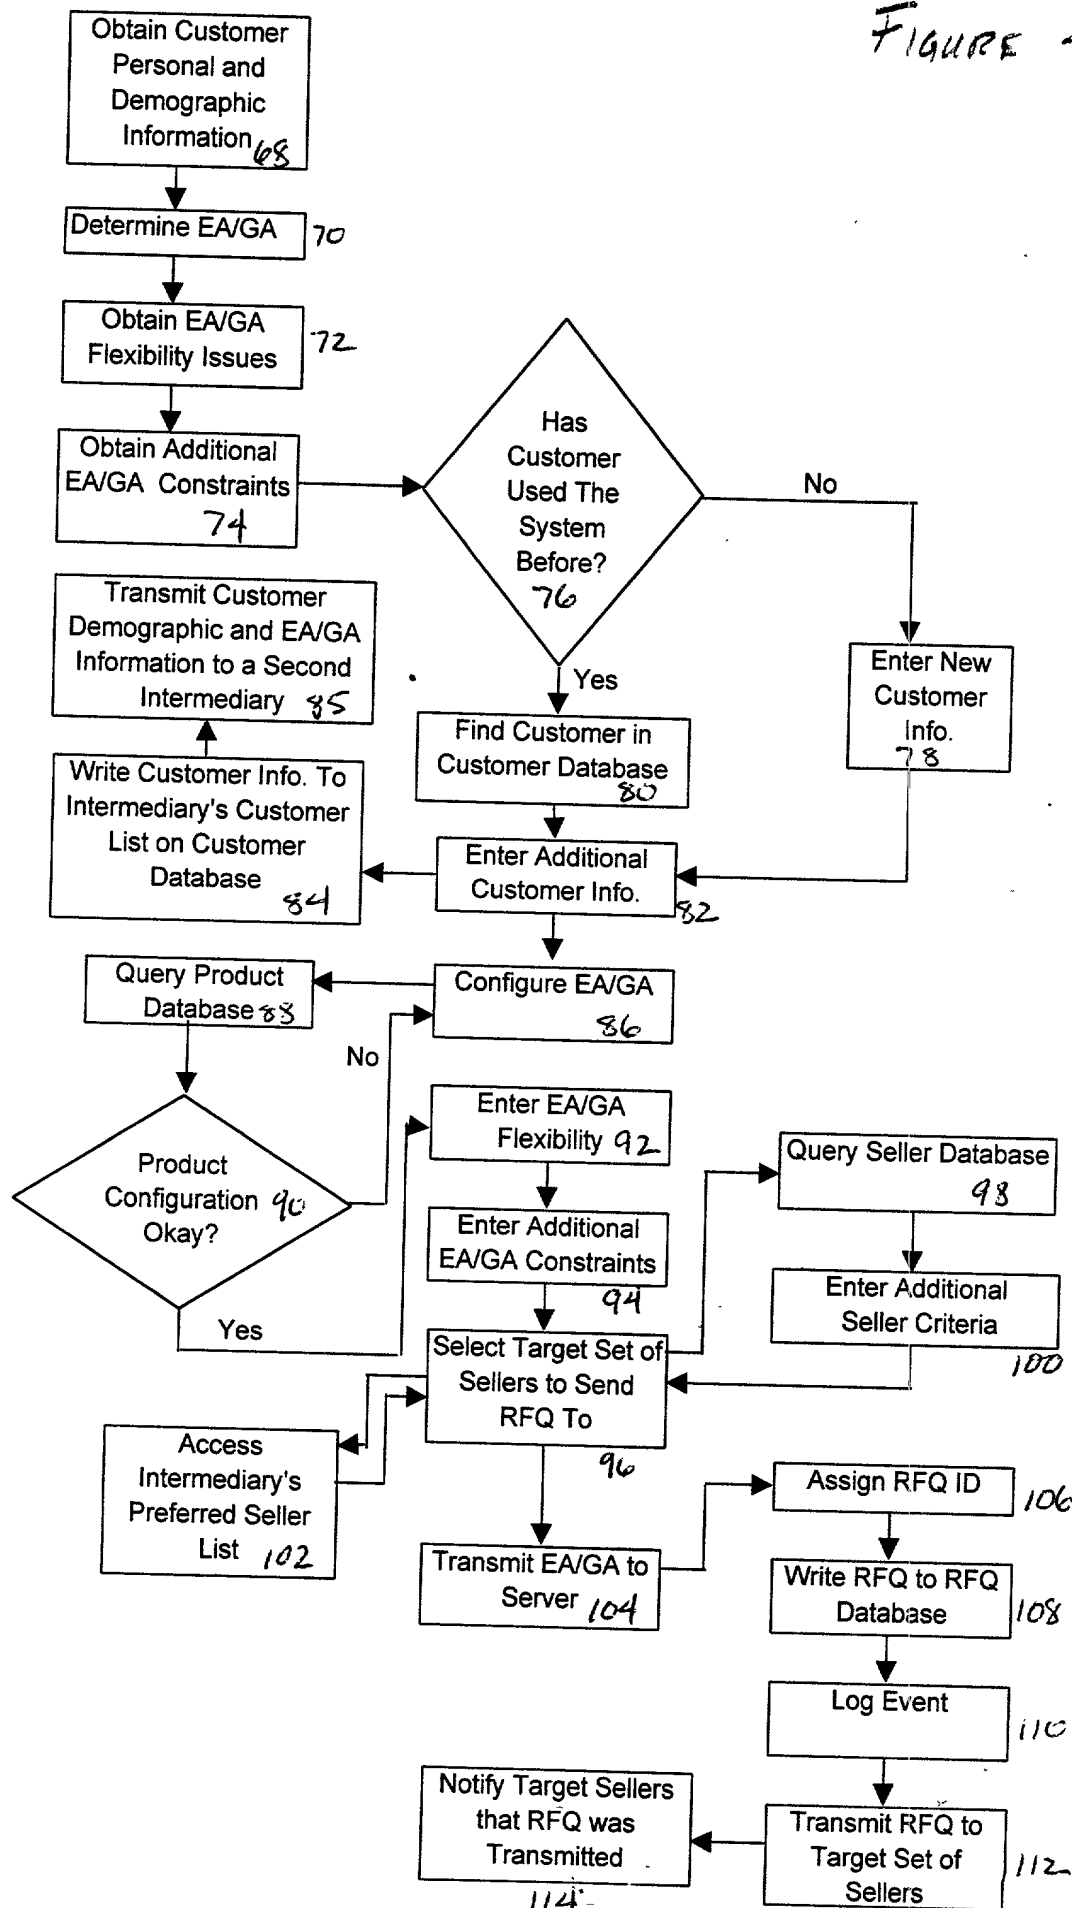 FIGURE
Obtain Customer
Personal and
Demographic
Information 68
Determine EA/GA 70
Obtain EA/GA
Flexibility Issues 72
Obtain Additional
EA/GA Constraints
74
Has
Customer
Used The
System
Before?
76
No
Yes
Enter New
Customer
Info.
78
Transmit Customer
Demographic and EA/GA
Information to a Second
Intermediary 85
Find Customer in
Customer Database
80
Write Customer Info. To
Intermediary's Customer
List on Customer
Database
84
Enter Additional
Customer Info.
82
Query Product
Database 88
Configure EA/GA
86
No
Product
Configuration 90
Okay?
Yes
Enter EA/GA
Flexibility 92
Enter Additional
EA/GA Constraints
94
Query Seller Database
98
Enter Additional
Seller Criteria
100
Select Target Set of
Sellers to Send
RFQ To
96
Access
Intermediary's
Preferred Seller
List 102
Transmit EA/GA to
Server 104
Assign RFQ ID 106
Write RFQ to RFQ
Database 108
Log Event
110
Transmit RFQ to
Target Set of
Sellers
112
Notify Target Sellers
that RFQ was
Transmitted
114